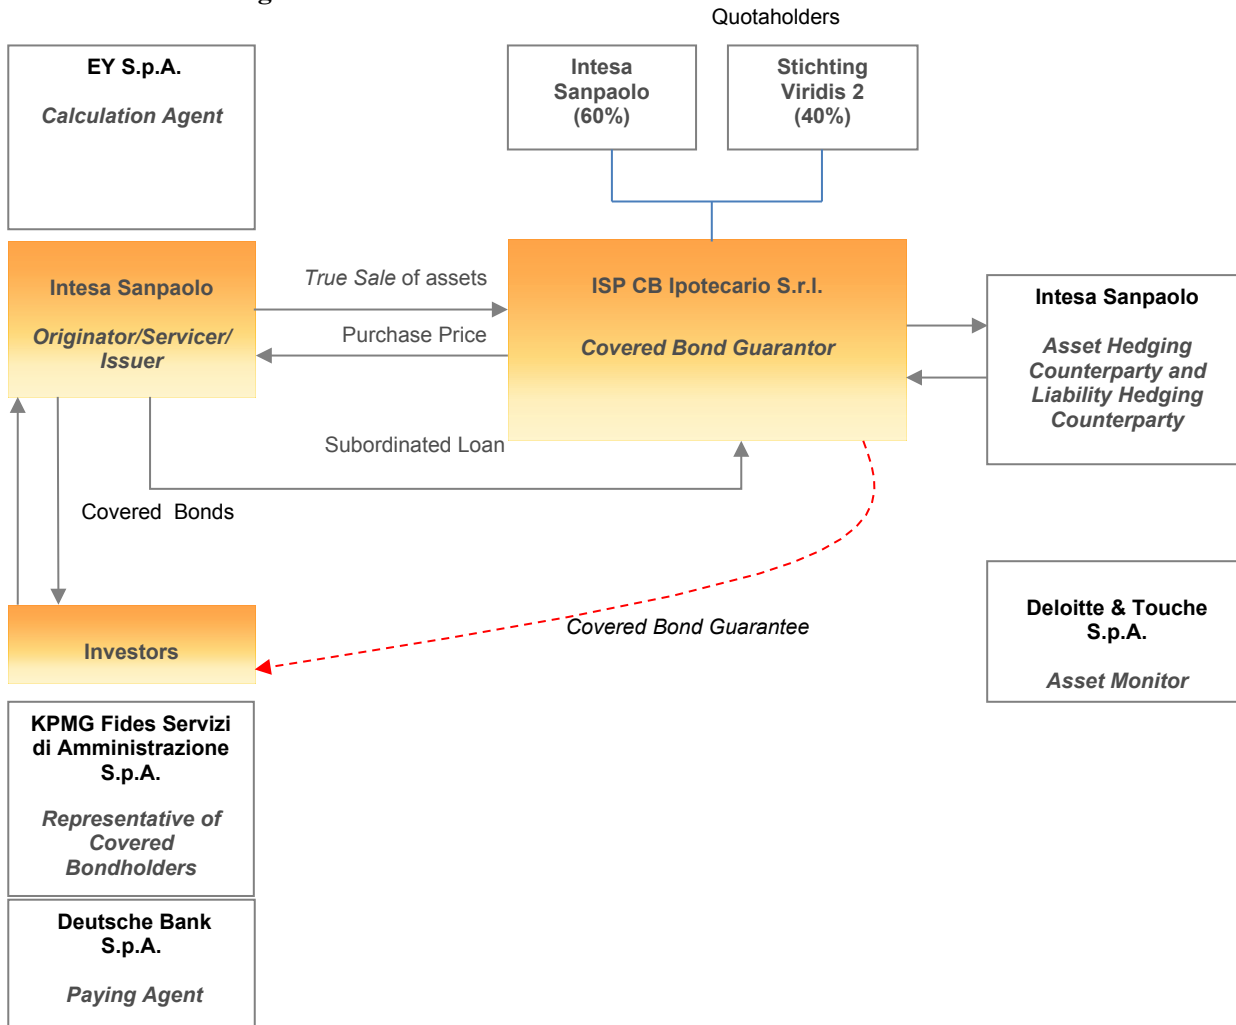 Quotaholders
EY S.p.A.
Calculation Agent
Intesa
Sanpaolo
(60%)
Stichting
Viridis 2
(40%)
Intesa Sanpaolo
Originator/Servicer/
Issuer
True Sale of assets
Purchase Price
ISP CB Ipotecario S.r.l.
Covered Bond Guarantor
Intesa Sanpaolo
Asset Hedging
Counterparty and
Liability Hedging
Counterparty
Subordinated Loan
Covered Bonds
Investors
Covered Bond Guarantee
Deloitte & Touche
S.p.A.
Asset Monitor
KPMG Fides Servizi
di Amministrazione
S.p.A.
Representative of
Covered
Bondholders
Deutsche Bank
S.p.A.
Paying Agent